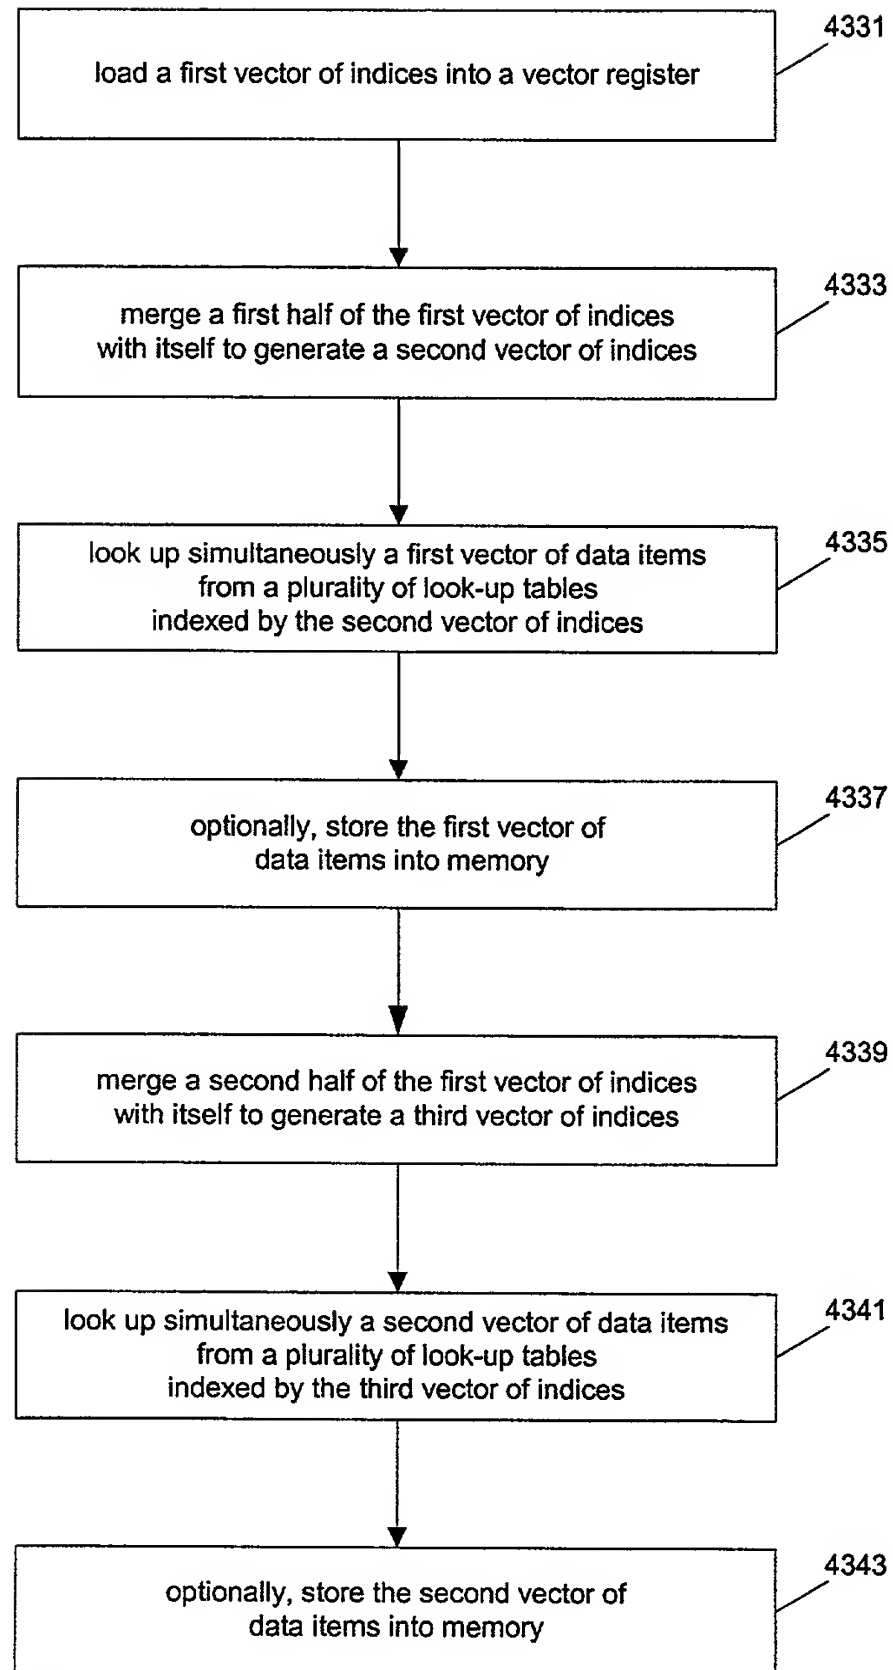 4331
load a first vector of indices into a vector register
4333
merge a first half of the first vector of indices
with itself to generate a second vector of indices
4335
look up simultaneously a first vector of data items
from a plurality of look-up tables
indexed by the second vector of indices
4337
optionally, store the first vector of
data items into memory
4339
merge a second half of the first vector of indices
with itself to generate a third vector of indices
4341
look up simultaneously a second vector of data items
from a plurality of look-up tables
indexed by the third vector of indices
4343
optionally, store the second vector of
data items into memory